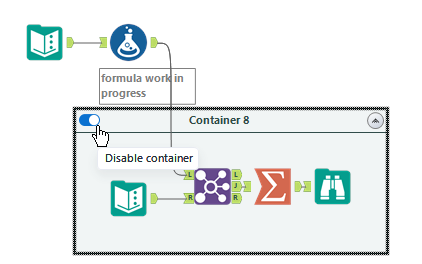 formula work in
progress
Container 8
Disable container
L
R
L
J
R